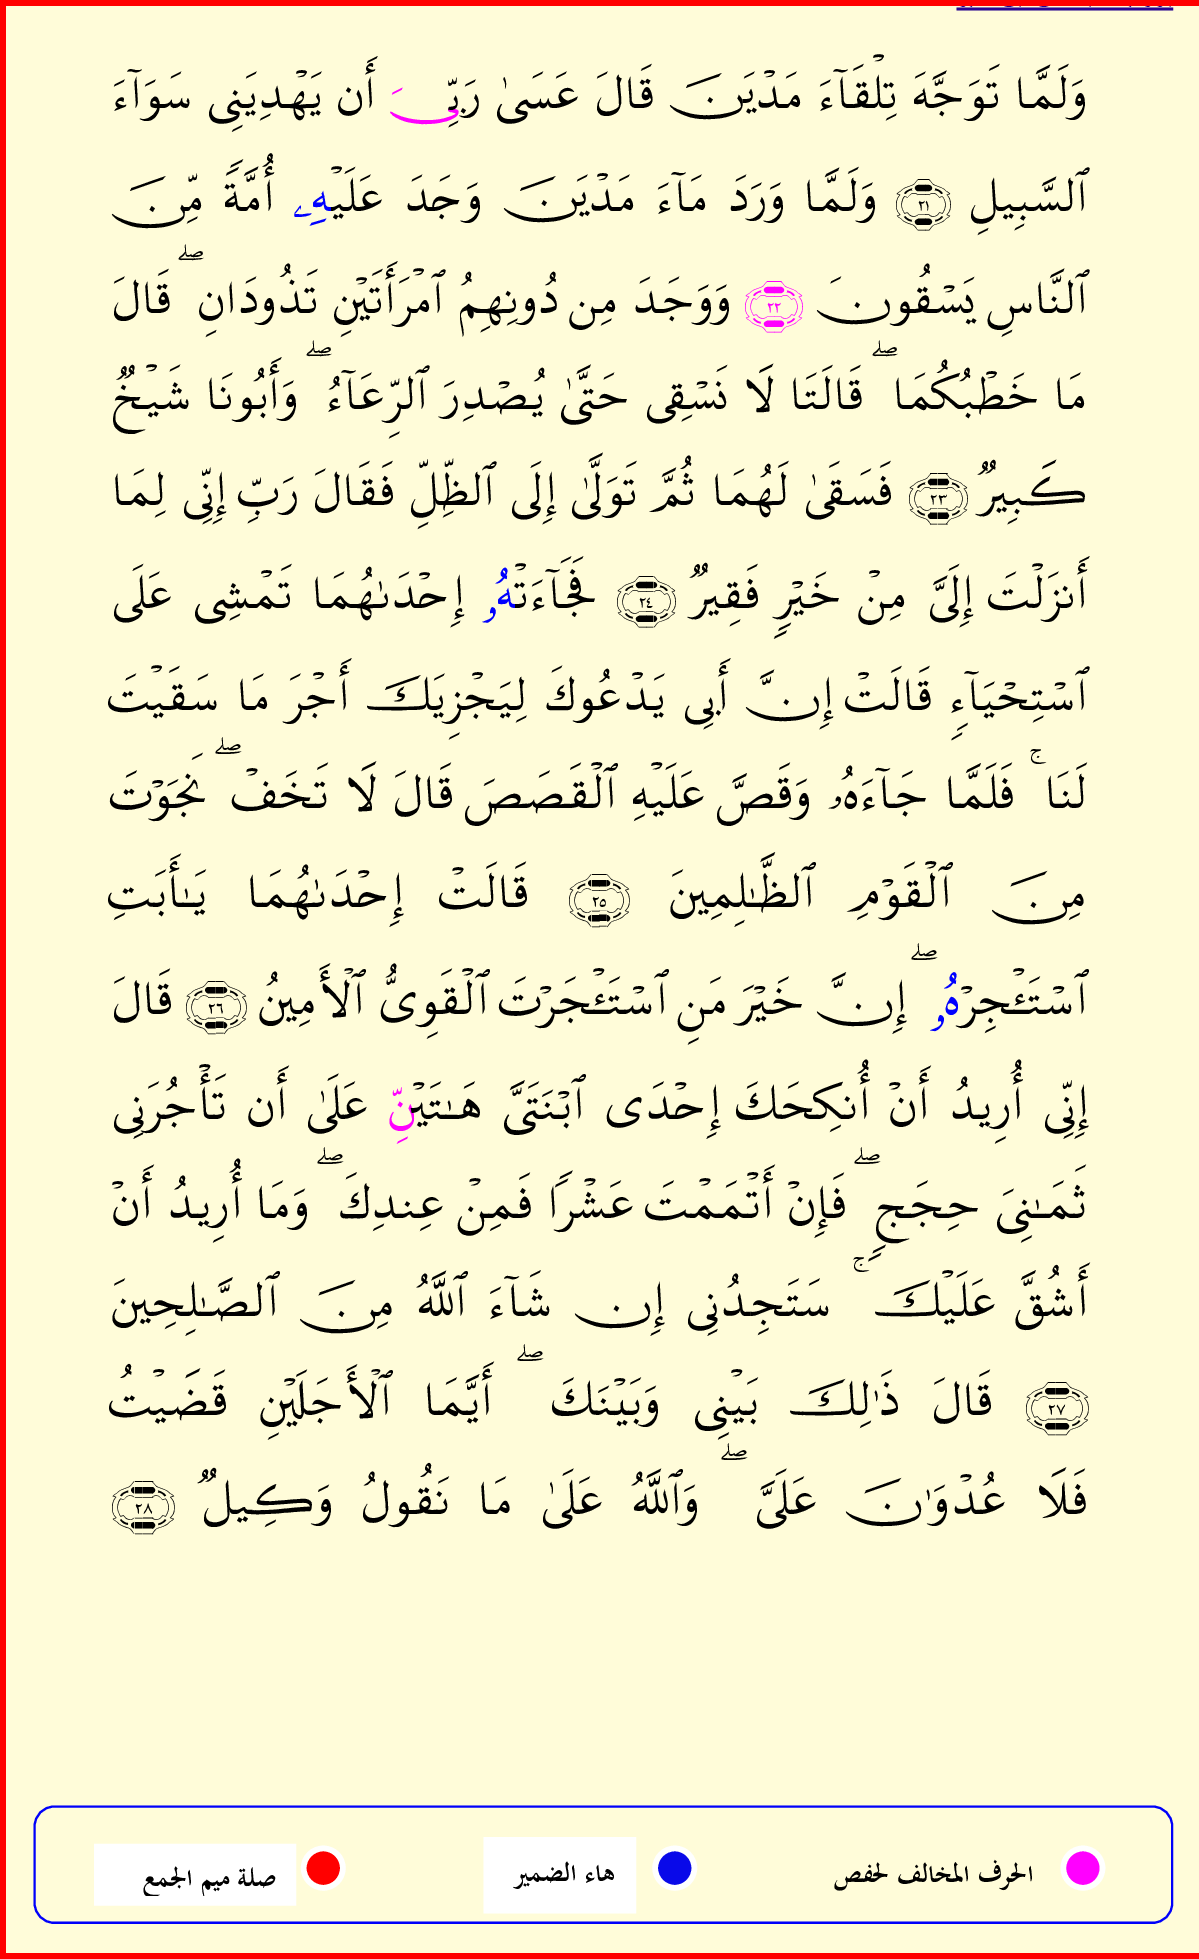 وَلَمَّا تَوَجَّهَ تِلْقَآءَ مَدْيَنَ قَالَ عَسَىٰ رَبِّيَ أَن يَهْدِيَنِى سَوَآءَ
ٱلسَّبِيلِ ٢١ وَلَمَّا وَرَدَ مَآءَ مَدْيَنَ وَجَدَ عَلَيْهِۦ أُمَّةً مِّنَ
ٱلنَّاسِ يَسْقُونَ ٢٢ وَوَجَدَ مِن دُونِهِمُ ٱمْرَأَتَيْنِ تَذُودَانِ ۖ قَالَ
مَا خَطْبُكُمَا ۖ قَالَتَا لَا نَسْقِى حَتَّىٰ يُصْدِرَ ٱلرِّعَآءُ ۖ وَأَبُونَا شَيْخٌ
كَبِيرٌ ٢٣ فَسَقَىٰ لَهُمَا ثُمَّ تَوَلَّىٰ إِلَى ٱلظِّلِّ فَقَالَ رَبِّ إِنِّى لِمَا
أَنزَلْتَ إِلَىَّ مِنْ خَيْرٍ فَقِيرٌ ٢٤ فَجَآءَتْهُۥ إِحْدَىٰهُمَا تَمْشِى عَلَى
ٱسْتِحْيَآءٍ قَالَتْ إِنَّ أَبِى يَدْعُوكَ لِيَجْزِيَكَ أَجْرَ مَا سَقَيْتَ
لَنَا ۚ فَلَمَّا جَآءَهُۥ وَقَصَّ عَلَيْهِ ٱلْقَصَصَ قَالَ لَا تَخَفْ ۖ نَجَوْتَ
مِنَ ٱلْقَوْمِ ٱلظَّـٰلِمِينَ ٢٥ قَالَتْ إِحْدَىٰهُمَا يَـٰٓأَبَتِ
ٱسْتَـْٔجِرْهُۥ ۖ إِنَّ خَيْرَ مَنِ ٱسْتَـْٔجَرْتَ ٱلْقَوِىُّ ٱلْأَمِينُ ٢٦ قَالَ
إِنِّى أُرِيدُ أَنْ أُنكِحَكَ إِحْدَى ٱبْنَتَىَّ هَـٰتَيْنِّ عَلَىٰ أَن تَأْجُرَنِى
ثَمَـٰنِىَ حِجَجٍ ۖ فَإِنْ أَتْمَمْتَ عَشْرًا فَمِنْ عِندِكَ ۖ وَمَا أُرِيدُ أَنْ
أَشُقَّ عَلَيْكَ ۚ سَتَجِدُنِى إِن شَآءَ ٱللَّهُ مِنَ ٱلصَّـٰلِحِينَ
٢٧ قَالَ ذَٰلِكَ بَيْنِى وَبَيْنَكَ ۖ أَيَّمَا ٱلْأَجَلَيْنِ قَضَيْتُ
فَلَا عُدْوَٰنَ عَلَىَّ ۖ وَٱللَّهُ عَلَىٰ مَا نَقُولُ وَكِيلٌ ٢٨
الحرف المخالف لحفص هاء الضمير صلة ميم الجمع